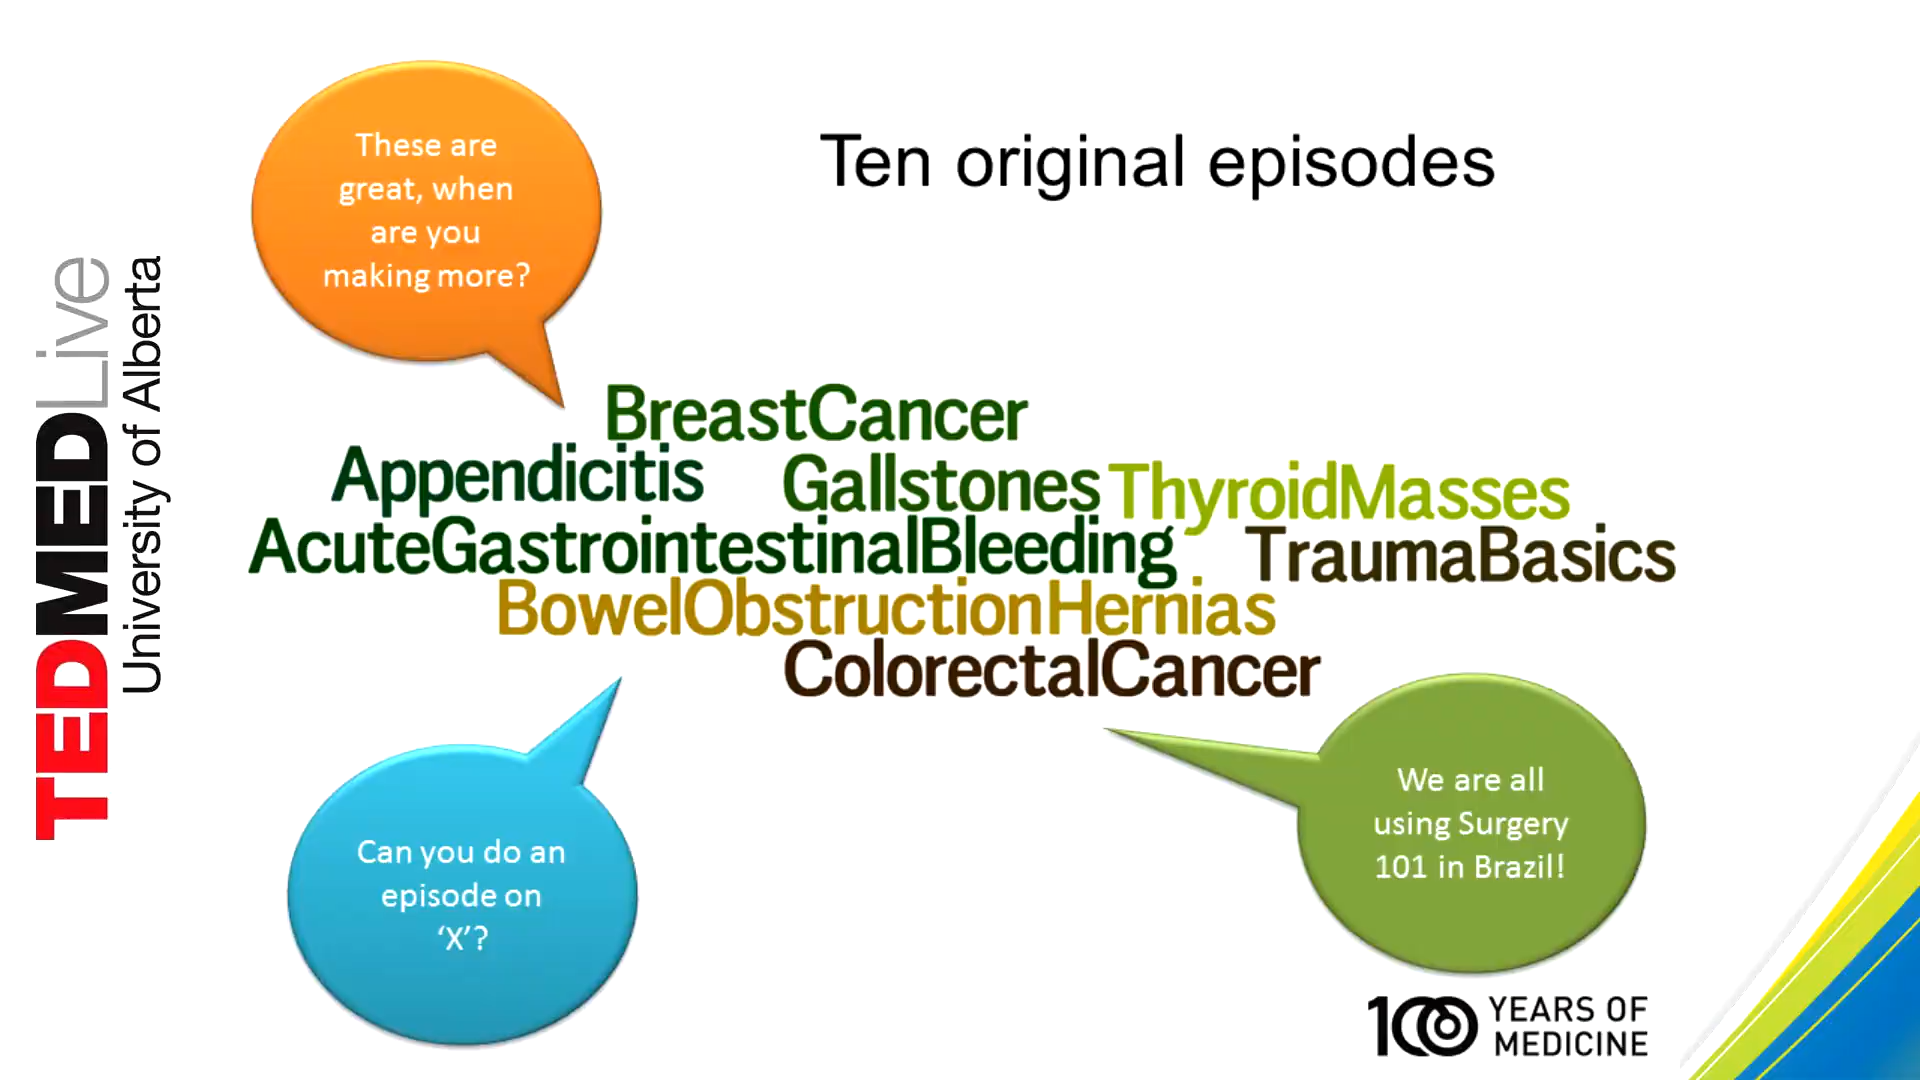 These are
great, when
are you
making more?
Ten original episodes
TEDMEDLive
University of Alberta
BreastCancer
Appendicitis
Gallstones
ThyroidMasses
AcuteGastrointestinalBleeding
TraumaBasics
BowelObstruction
Hernias
ColorectalCancer
Can you do an
episode on
‘X’?
We are all
using Surgery
101 in Brazil!
100 YEARS OF
MEDICINE